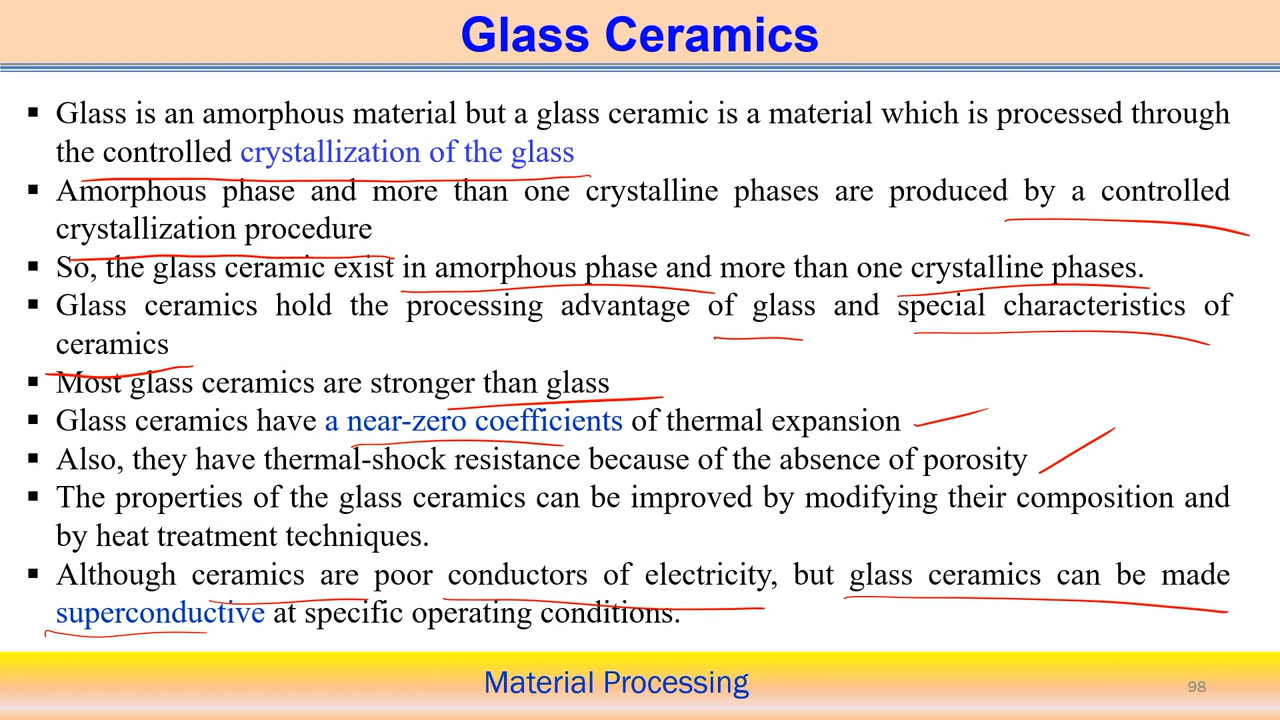 Glass Ceramics
▪ Glass is an amorphous material but a glass ceramic is a material which is processed through
the controlled crystallization of the glass
▪ Amorphous phase and more than one crystalline phases are produced by a controlled
crystallization procedure
▪ So, the glass ceramic exist in amorphous phase and more than one crystalline phases.
▪ Glass ceramics hold the processing advantage of glass and special characteristics of
ceramics
▪ Most glass ceramics are stronger than glass
▪ Glass ceramics have a near-zero coefficients of thermal expansion
▪ Also, they have thermal-shock resistance because of the absence of porosity
▪ The properties of the glass ceramics can be improved by modifying their composition and
by heat treatment techniques.
▪ Although ceramics are poor conductors of electricity, but glass ceramics can be made
superconductive at specific operating conditions.
Material Processing
98